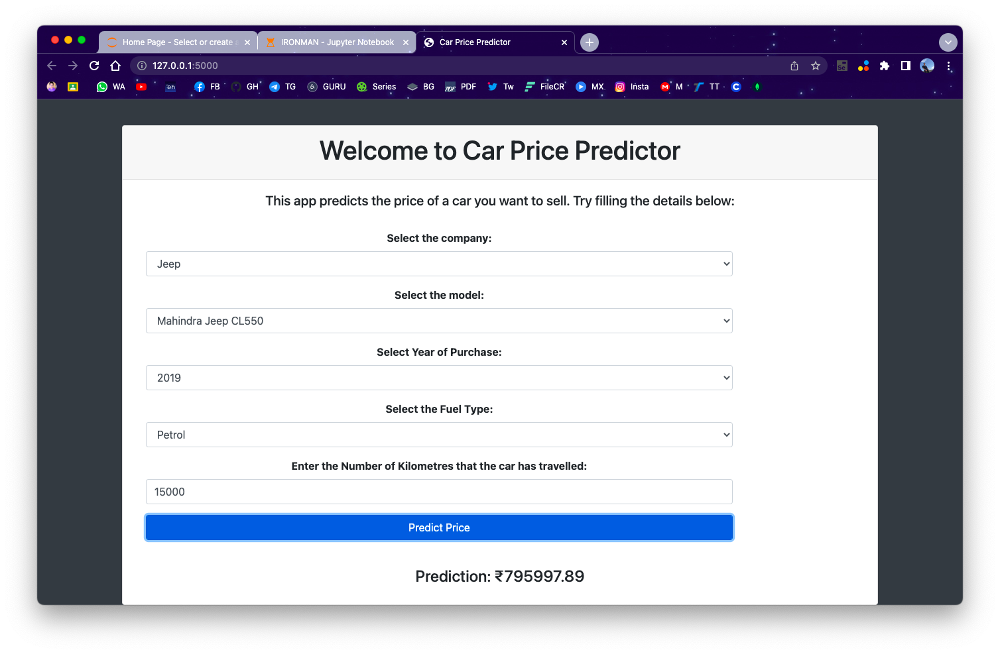 Home Page - Select or create a
IRONMAN - Jupyter Notebook
Car Price Predictor
127.0.0.1:5000
Se
WA
FB
GH
TG
GURU
Series
BG
PDF
PDF
Tw
FileCR
MX
Insta
M
TT
Welcome to Car Price Predictor
This app predicts the price of a car you want to sell. Try filling the details below:
Select the company:
Jeep
Select the model:
Mahindra Jeep CL550
Select Year of Purchase:
2019
Select the Fuel Type:
Petrol
Enter the Number of Kilometres that the car has travelled:
15000
Predict Price
Prediction: ₹795997.89